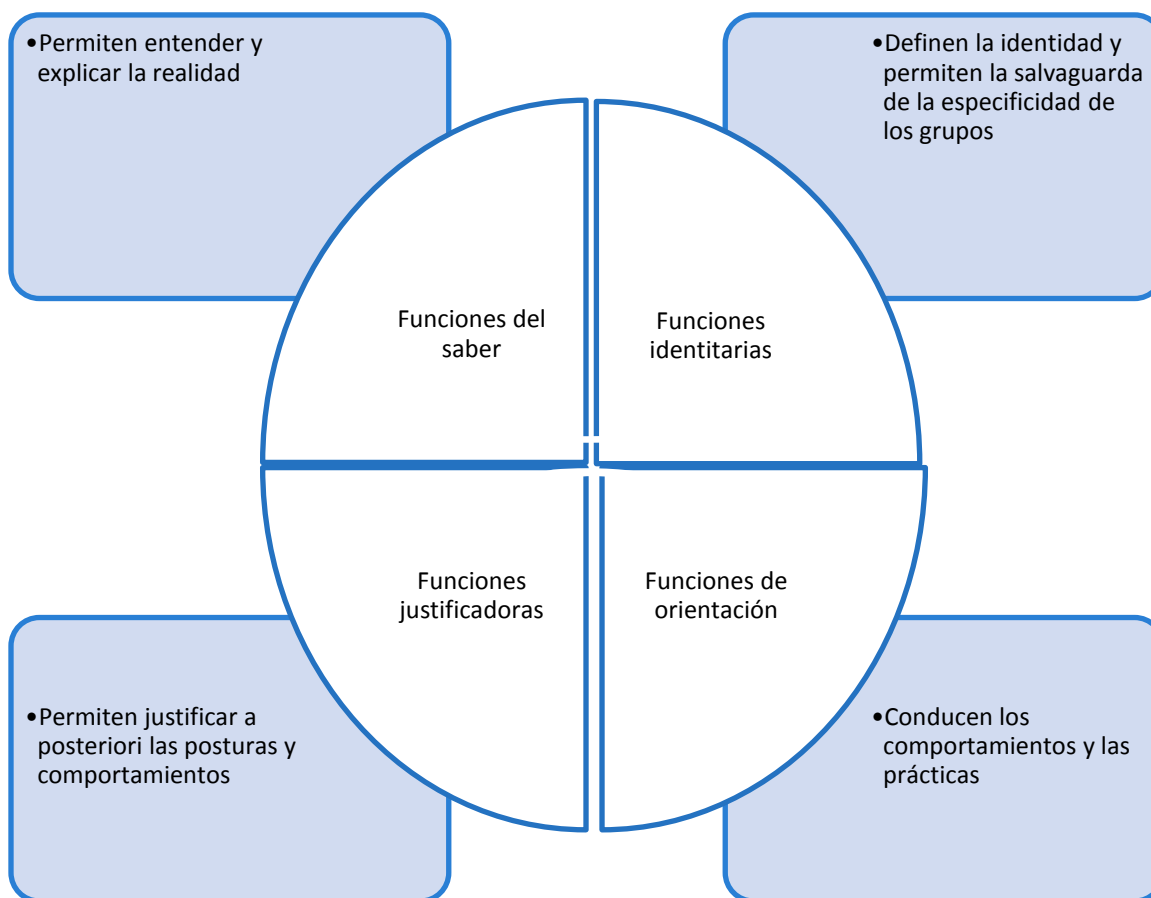 •Permiten entender y
explicar la realidad
•Definen la identidad y
permiten la salvaguarda
de la especificidad de
los grupos
Funciones del
saber
Funciones
identitarias
Funciones
justificadoras
Funciones de
orientación
•Permiten justificar a
posteriori las posturas y
comportamientos
•Conducen los
comportamientos y las
prácticas